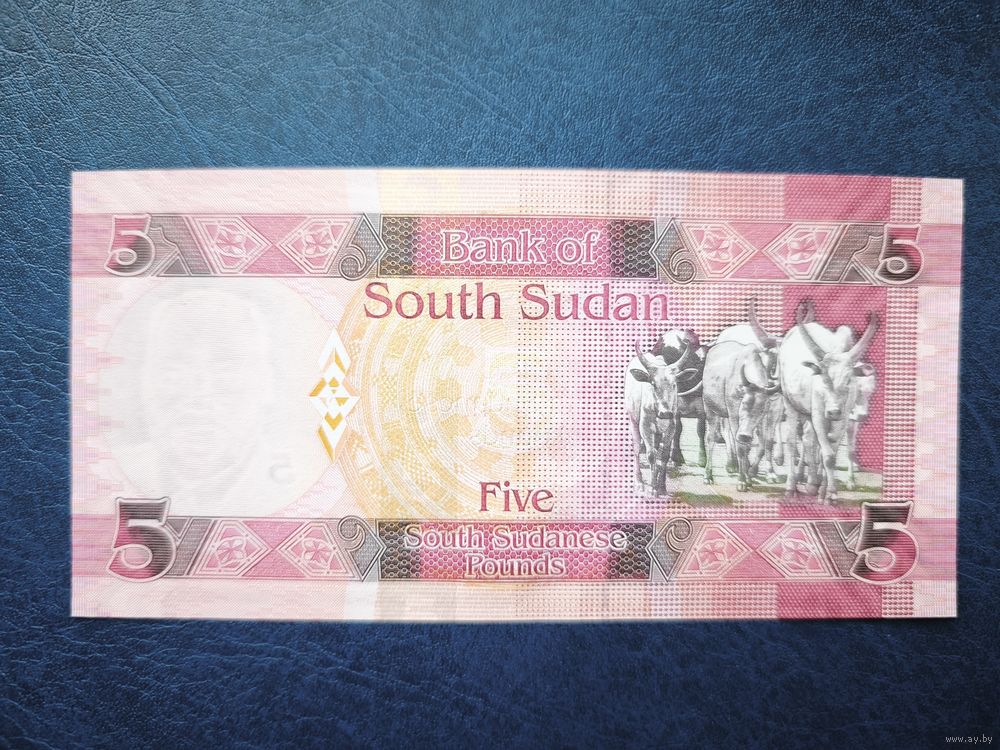 5 Bank of 5
South Sudan
Five
5 South Sudanese 5
Pounds
www.ay.by